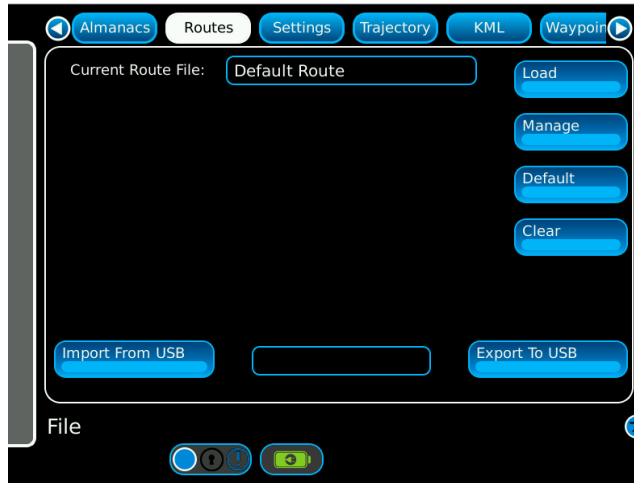 Almanacs Routes Settings Trajectory KML
Current Route File: Default Route
Load
Manage
Default
Clear
Import From USB
Export To USB
File